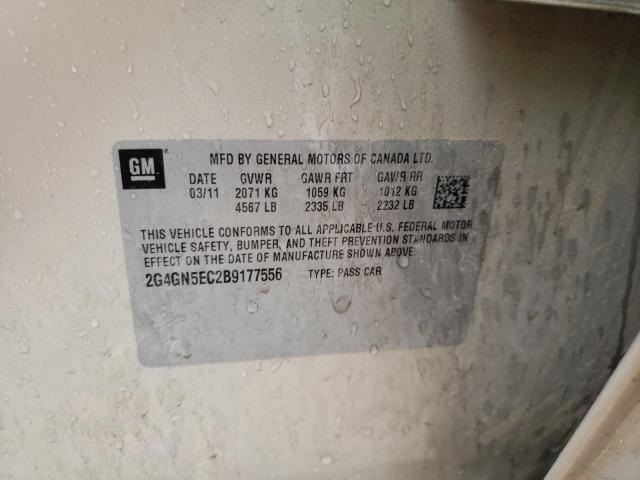 GM
MFD BY GENERAL MOTORS OF CANADA LTD.
DATE GVWR GAWR FRT GAWR RR
03/11 2071 KG 1059 KG 1012 KG
4567 LB 2335 LB 2232 LB
THIS VEHICLE CONFORMS TO ALL APPLICABLE U.S. FEDERAL MOTOR
VEHICLE SAFETY, BUMPER, AND THEFT PREVENTION STANDARDS IN
EFFECT ON THE DATE OF MANUFACTURE SHOWN ABOVE.
2G4GN5EC2B9177556 TYPE: PASS CAR